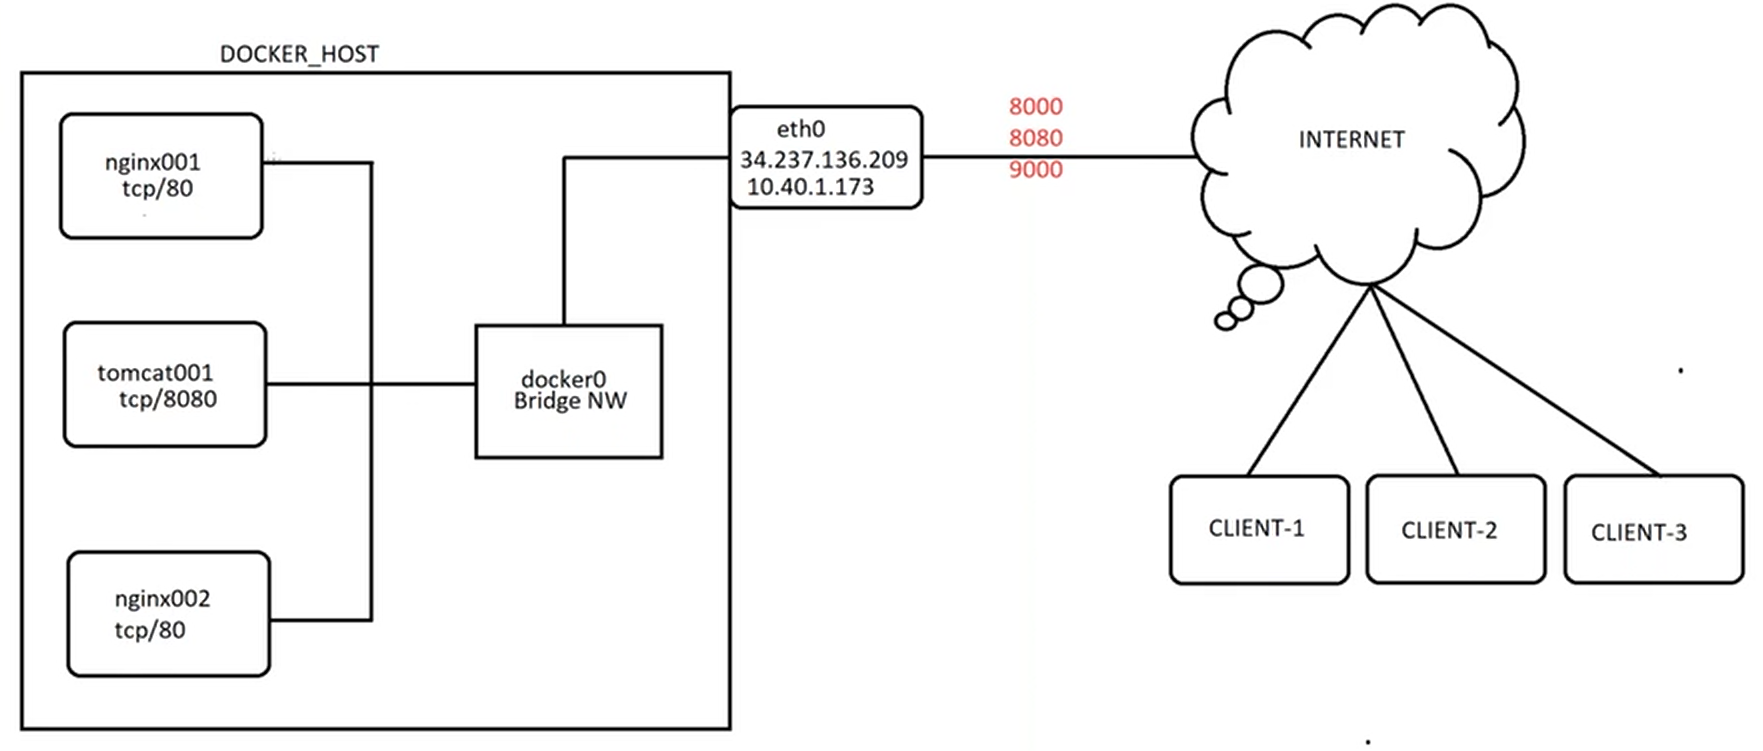 DOCKER_HOST
nginx001
tcp/80
tomcat001
tcp/8080
nginx002
tcp/80
docker0
Bridge NW
eth0
34.237.136.209
10.40.1.173
8000
8080
9000
INTERNET
CLIENT-1
CLIENT-2
CLIENT-3